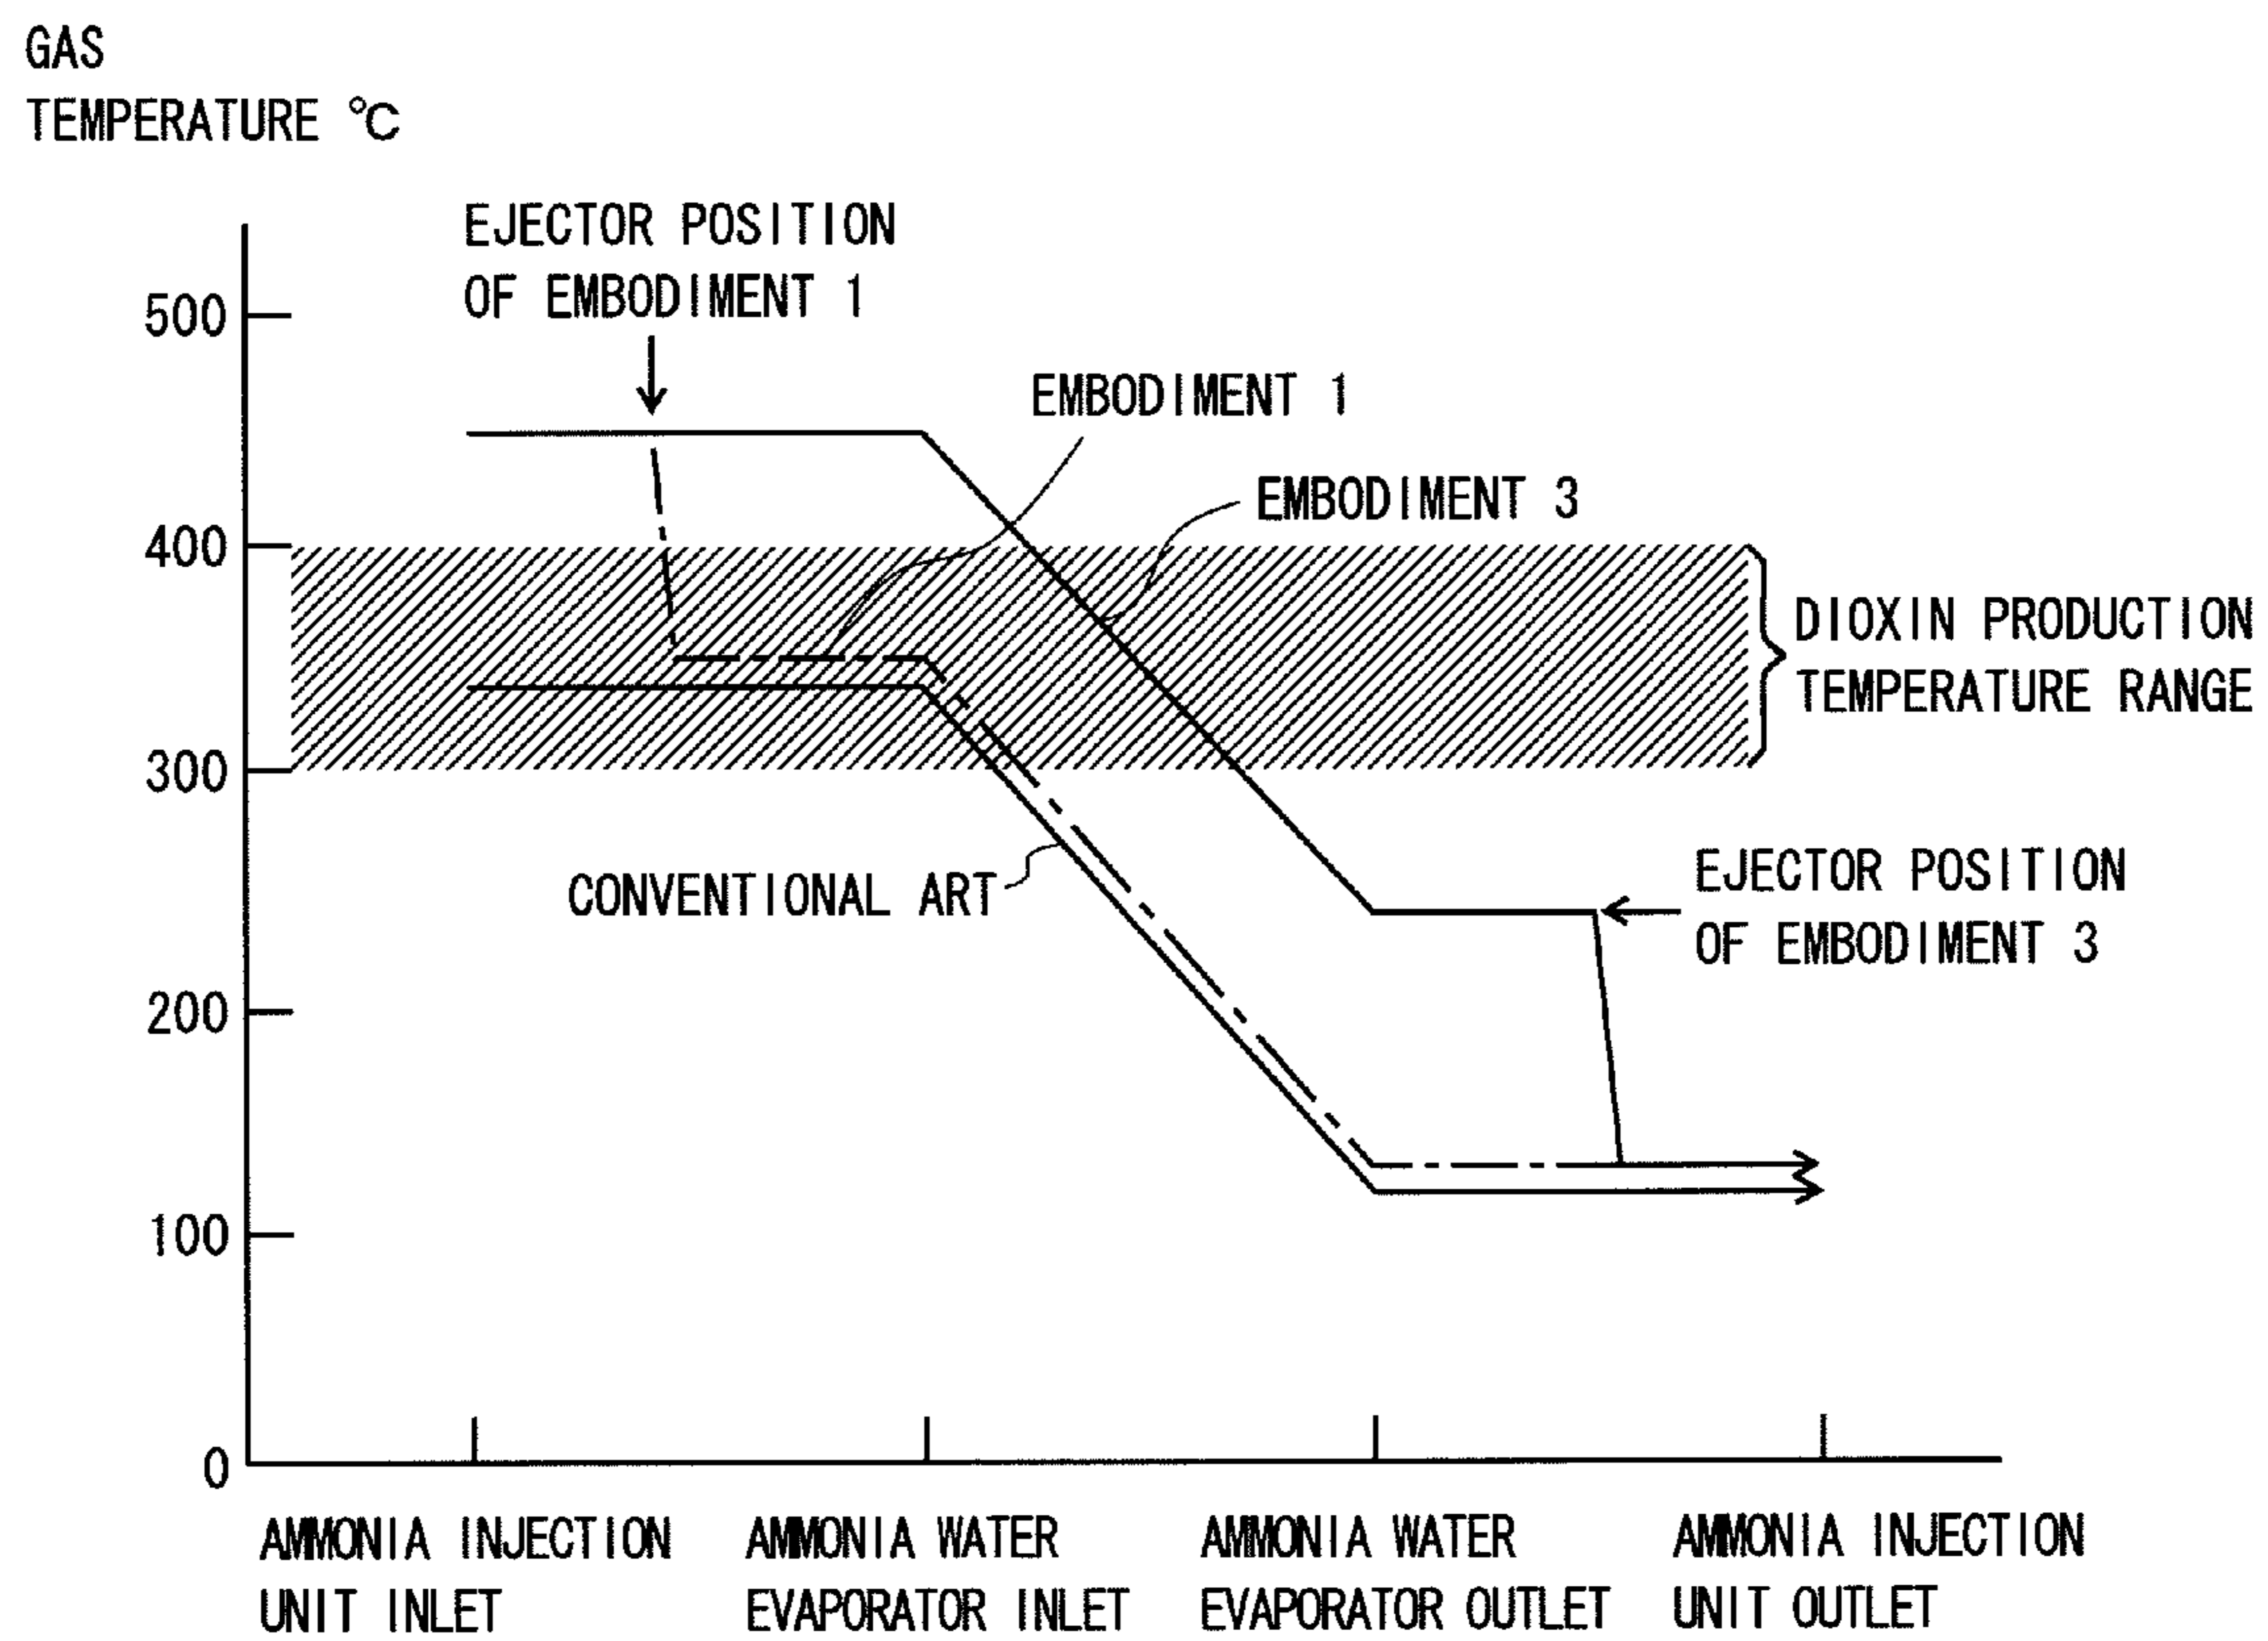 GAS
TEMPERATURE °C
EJECTOR POSITION
OF EMBODIMENT 1
500
EMBODIMENT 1
EMBODIMENT 3
400
DIOXIN PRODUCTION
TEMPERATURE RANGE
300
EJECTOR POSITION
OF EMBODIMENT 3
CONVENTIONAL ART
200
100
0
AMMONIA INJECTION
UNIT INLET
AMMONIA WATER
EVAPORATOR INLET
AMMONIA WATER
EVAPORATOR OUTLET
AMMONIA INJECTION
UNIT OUTLET